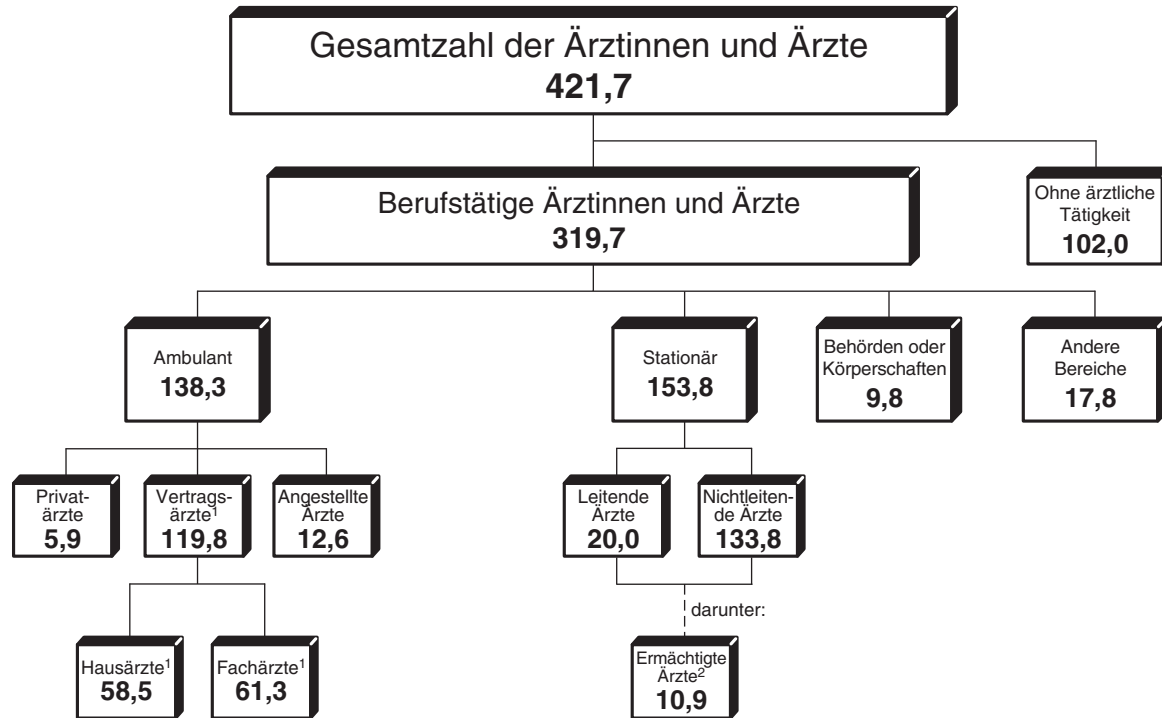 Gesamtzahl der Ärztinnen und Ärzte
421,7
Berufstätige Ärztinnen und Ärzte
319,7
Ohne ärztliche
Tätigkeit
102,0
Ambulant
138,3
Stationär
153,8
Behörden oder
Körperschaften
9,8
Andere
Bereiche
17,8
Privat-
ärzte
5,9
Vertrags-
ärzte¹
119,8
Angestellte
Ärzte
12,6
Leitende
Ärzte
20,0
Nichtleiten-
de Ärzte
133,8
darunter:
Hausärzte¹
58,5
Fachärzte¹
61,3
Ermächtigte
Ärzte²
10,9